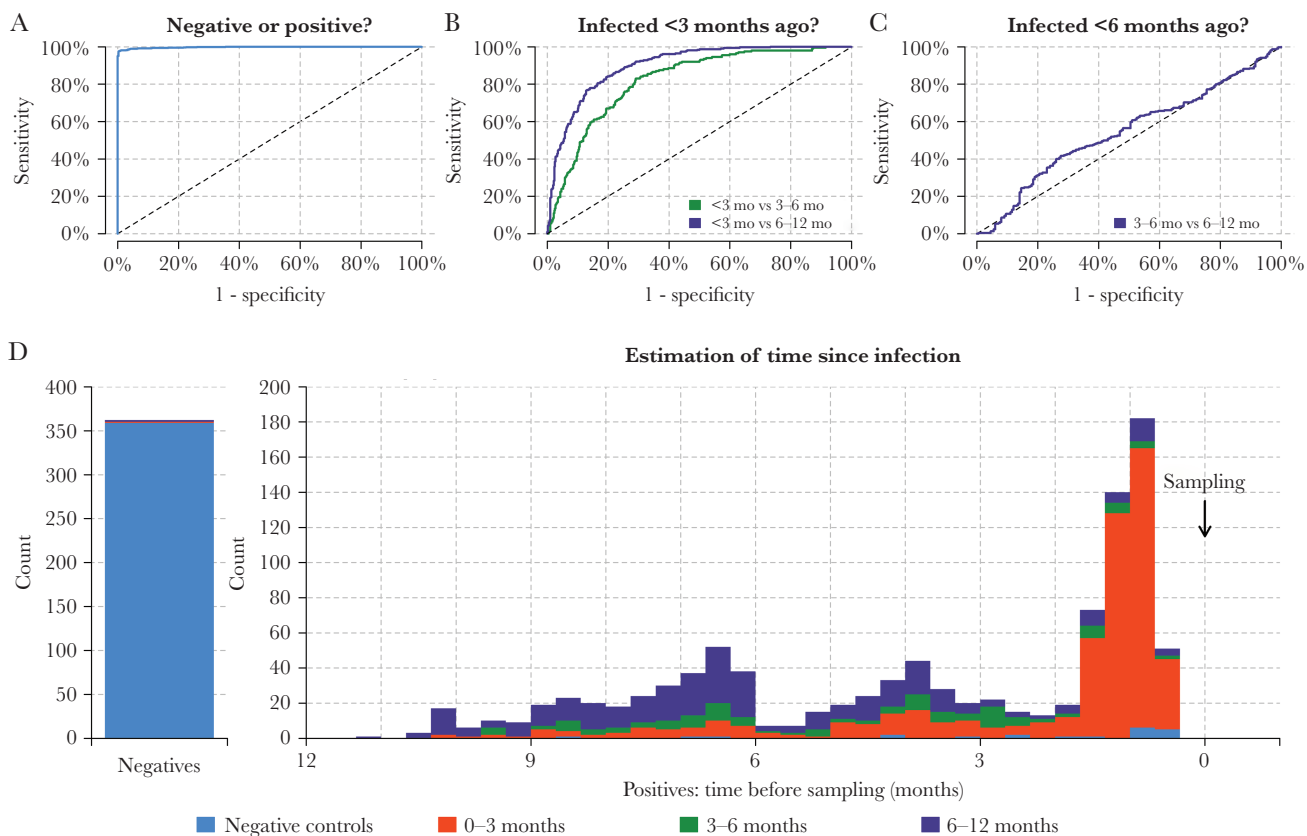 A
Negative or positive?
100%
80%
60%
40%
20%
0%
Sensitivity
0% 20% 40% 60% 80% 100%
1 - specificity
B
Infected <3 months ago?
100%
80%
60%
40%
20%
0%
Sensitivity
<3 mo vs 3–6 mo
<3 mo vs 6–12 mo
0% 20% 40% 60% 80% 100%
1 - specificity
C
Infected <6 months ago?
100%
80%
60%
40%
20%
0%
Sensitivity
3–6 mo vs 6–12 mo
0% 20% 40% 60% 80% 100%
1 - specificity
D
Estimation of time since infection
400
350
300
250
200
150
100
50
0
Count
Negatives
200
180
160
140
120
100
80
60
40
20
0
Count
Sampling
12 9 6 3 0
Positives: time before sampling (months)
Negative controls 0–3 months 3–6 months 6–12 months